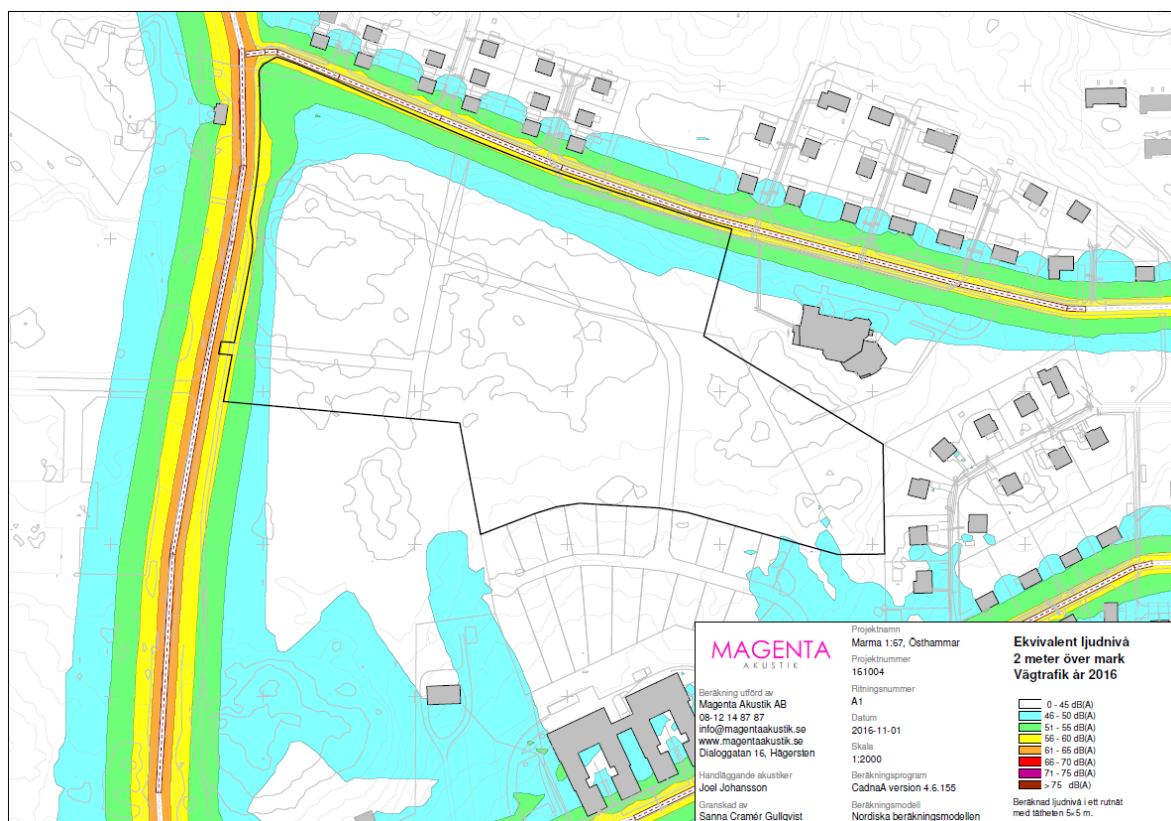 MAGENTA
AKUSTIK
Beräkning utförd av
Magenta Akustik AB
08-12 14 87 87
info@magentaakustik.se
www.magentaakustik.se
Dialoggatan 16, Hägersten
Handläggande akustiker
Joel Johansson
Granskad av
Sanna Cramér Gullqvist
Projektnamn
Marma 1:67, Östhammar
Projektnummer
161004
Ritningsnummer
A1
Datum
2016-11-01
Skala
1:2000
Beräkningsprogram
CadnaA version 4.6.155
Beräkningsmodell
Nordiska beräkningsmodellen
Ekvivalent ljudnivå
2 meter över mark
Vägtrafik år 2016
0 - 45 dB(A)
46 - 50 dB(A)
51 - 55 dB(A)
56 - 60 dB(A)
61 - 65 dB(A)
66 - 70 dB(A)
71 - 75 dB(A)
> 75 dB(A)
Beräknad ljudnivå i ett rutnät
med tätheten 5×5 m.